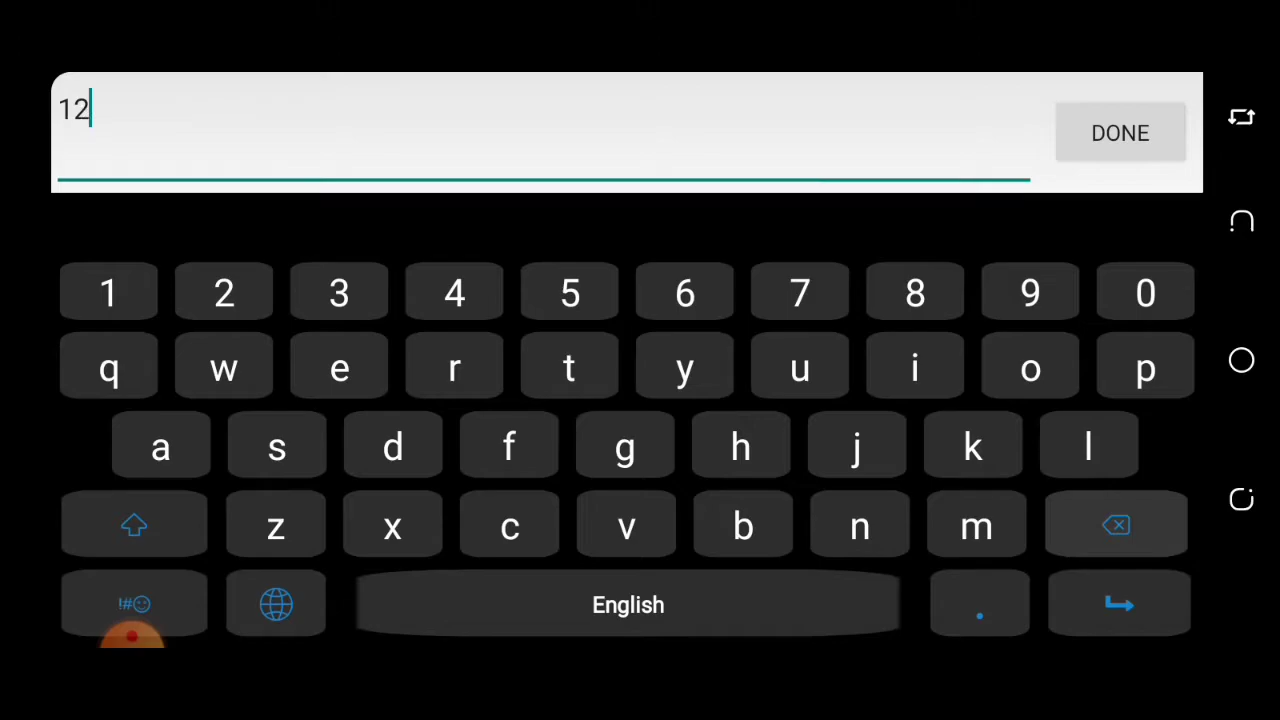 12
DONE
1 2 3 4 5 6 7 8 9 0
q w e r t y u i o p
a s d f g h j k l
z x c v b n m
!#☺ English .